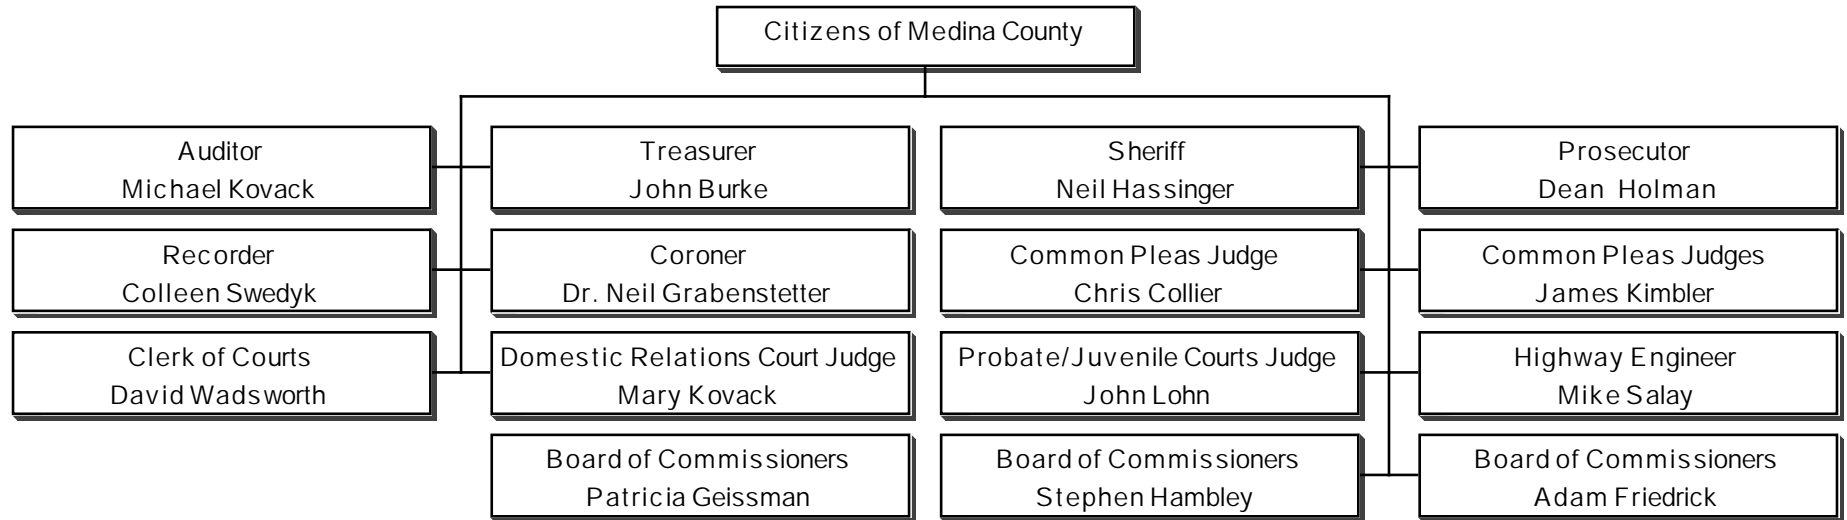 Citizens of Medina County
Auditor
Michael Kovack
Treasurer
John Burke
Sheriff
Neil Hassinger
Prosecutor
Dean Holman
Recorder
Colleen Swedyk
Coroner
Dr. Neil Grabenstetter
Common Pleas Judge
Chris Collier
Common Pleas Judges
James Kimbler
Clerk of Courts
David Wadsworth
Domestic Relations Court Judge
Mary Kovack
Probate/Juvenile Courts Judge
John Lohn
Highway Engineer
Mike Salay
Board of Commissioners
Patricia Geissman
Board of Commissioners
Stephen Hambley
Board of Commissioners
Adam Friedrick